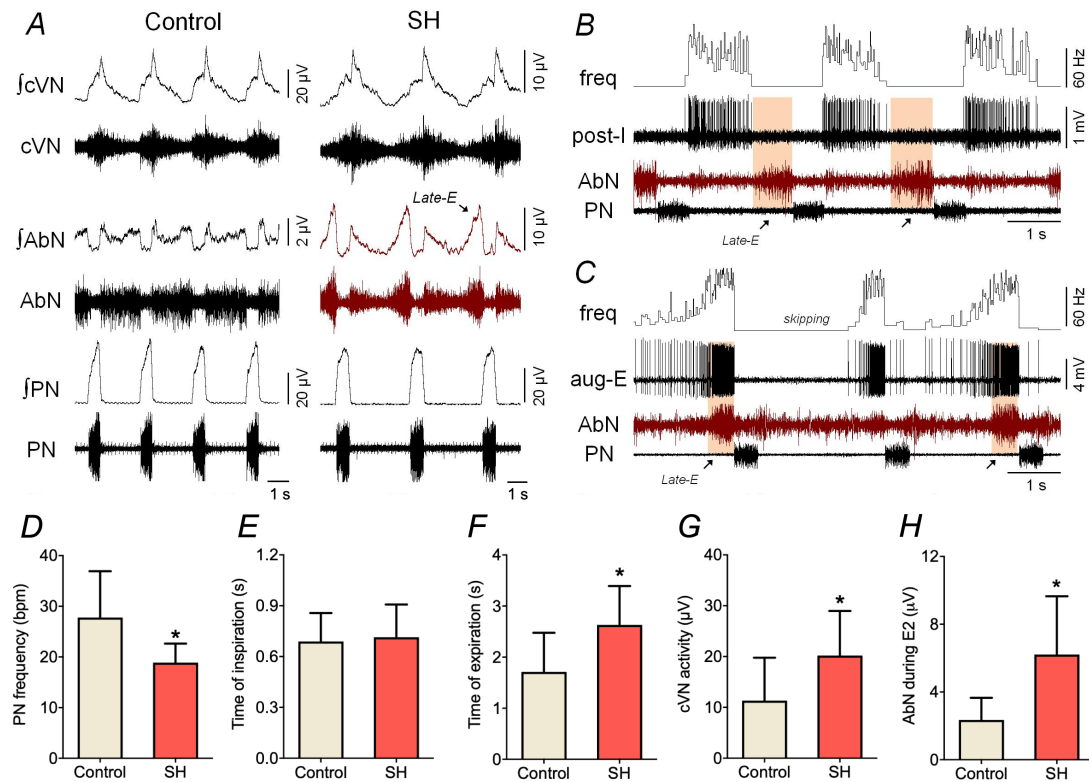 A
Control
SH
∫cVN
20 µV
10 µV
cVN
∫AbN
2 µV
Late-E
10 µV
AbN
∫PN
20 µV
20 µV
PN
1 s
1 s
B
freq
60 Hz
post-I
1 mV
AbN
PN
Late-E
1 s
C
freq
skipping
60 Hz
aug-E
4 mV
AbN
PN
Late-E
1 s
D
PN frequency (bpm)
40
30
20
10
0
*
Control
SH
E
Time of inspiration (s)
1.2
0.9
0.6
0.3
0.0
Control
SH
F
Time of expiration (s)
4
3
2
1
0
*
Control
SH
G
cVN activity (µV)
40
30
20
10
0
*
Control
SH
H
AbN during E2 (µV)
12
8
4
0
*
Control
SH